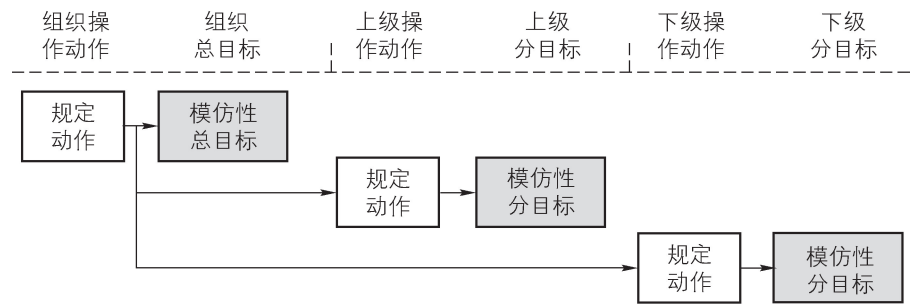 组织操 组织 上级操 上级 下级操 下级
作动作 总目标 作动作 分目标 作动作 分目标
规定 模仿性
动作 总目标
规定 模仿性
动作 分目标
规定 模仿性
动作 分目标